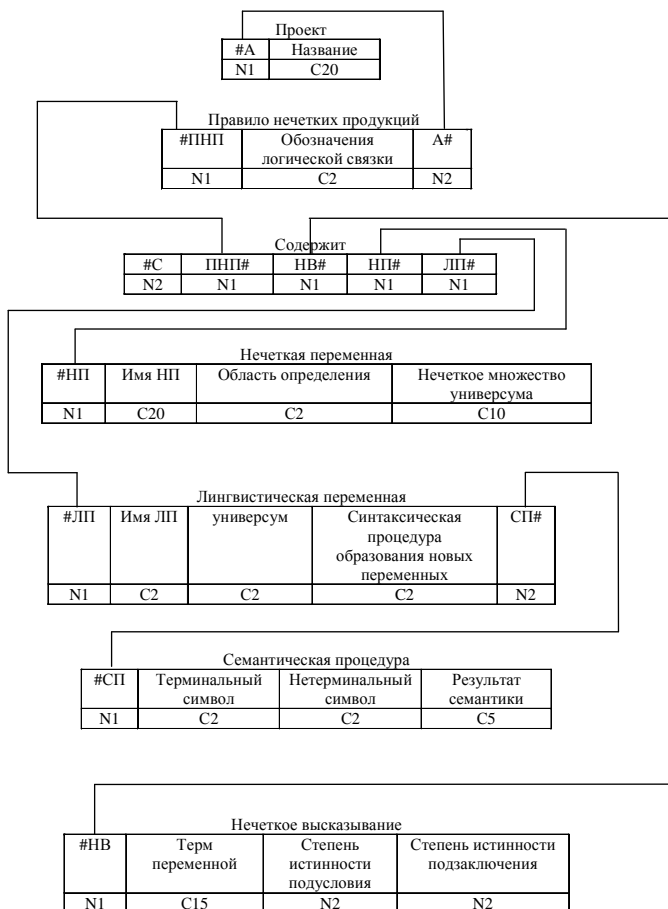 Проект
#А Название
N1 C20
Правило нечетких продукций
#ПНП Обозначения А#
логической связки
N1 C2 N2
Содержит
#С ПНП# НВ# НП# ЛП#
N2 N1 N1 N1 N1
Нечеткая переменная
#НП Имя НП Область определения Нечеткое множество
универсума
N1 C20 C2 C10
Лингвистическая переменная
#ЛП Имя ЛП универсум Синтаксическая СП#
процедура
образования новых
переменных
N1 C2 C2 C2 N2
Семантическая процедура
#СП Терминальный Нетерминальный Результат
символ символ семантики
N1 C2 C2 C5
Нечеткое высказывание
#НВ Терм Степень Степень истинности
переменной истинности подзаключения
подусловия
N1 C15 N2 N2